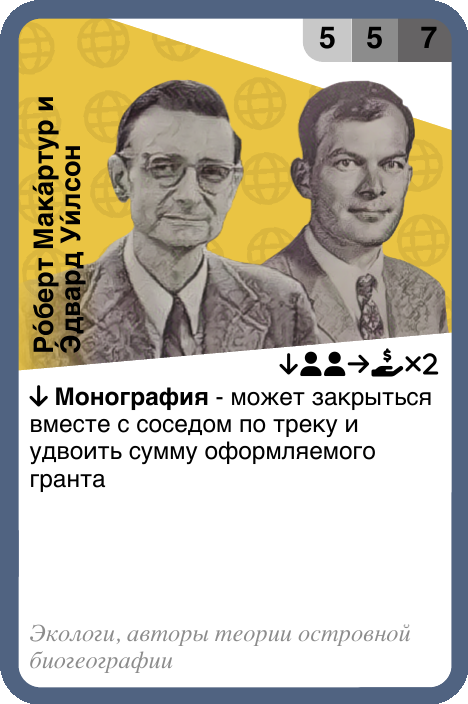 5 5 7
Ро́берт Мака́ртур и
Э́двард Уи́лсон
↓👤👤→$×2
↓ Монография - может закрыться
вместе с соседом по треку и
удвоить сумму оформляемого
гранта
Экологи, авторы теории островной
биогеографии